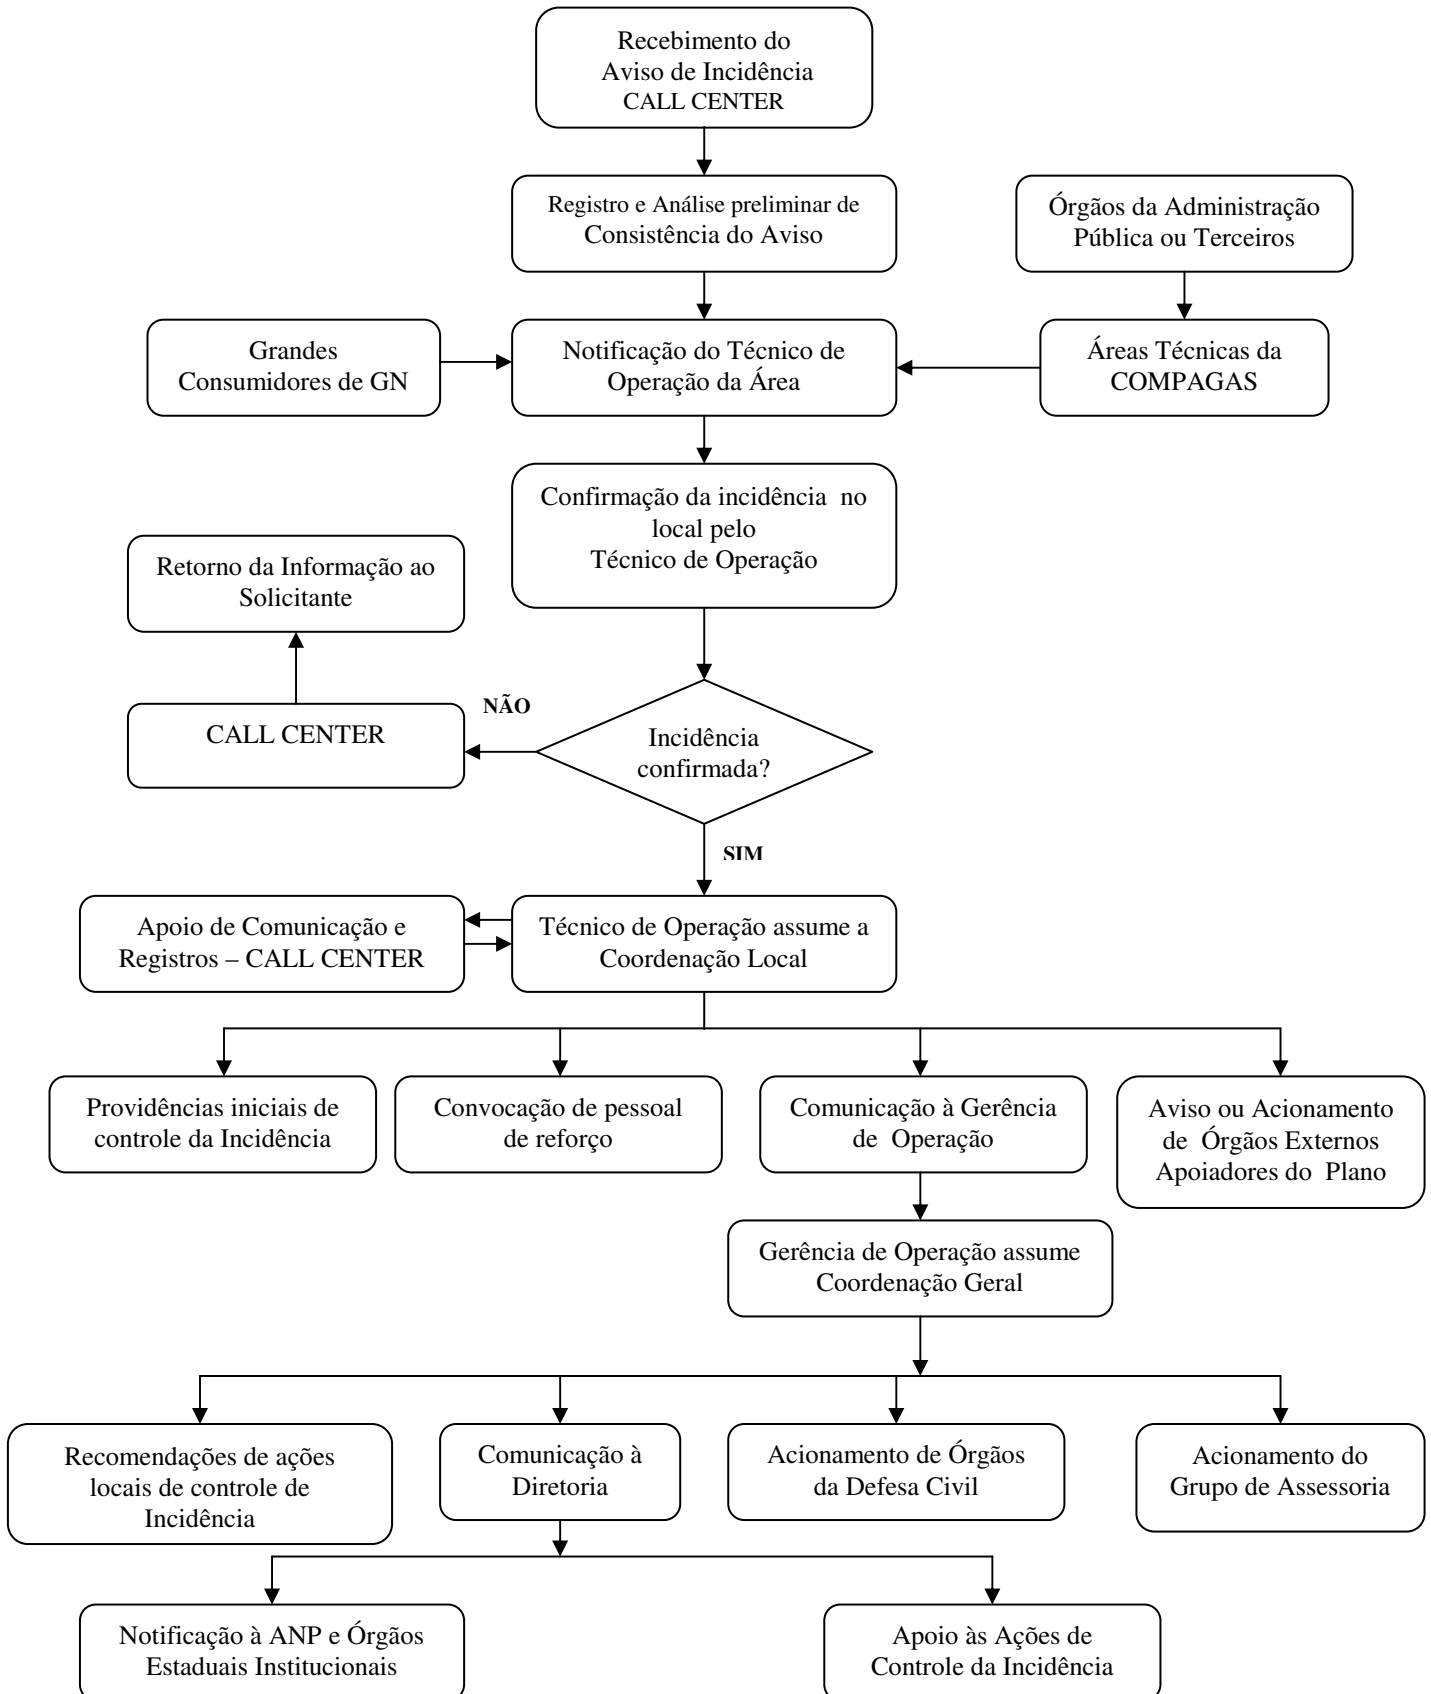 Recebimento do
Aviso de Incidência
CALL CENTER
Registro e Análise preliminar de
Consistência do Aviso
Órgãos da Administração
Pública ou Terceiros
Grandes
Consumidores de GN
Notificação do Técnico de
Operação da Área
Áreas Técnicas da
COMPAGAS
Confirmação da incidência no
local pelo
Técnico de Operação
Retorno da Informação ao
Solicitante
CALL CENTER
NÃO
Incidência
confirmada?
SIM
Apoio de Comunicação e
Registros – CALL CENTER
Técnico de Operação assume a
Coordenação Local
Providências iniciais de
controle da Incidência
Convocação de pessoal
de reforço
Comunicação à Gerência
de Operação
Aviso ou Acionamento
de Órgãos Externos
Apoiadores do Plano
Gerência de Operação assume
Coordenação Geral
Recomendações de ações
locais de controle de
Incidência
Comunicação à
Diretoria
Acionamento de Órgãos
da Defesa Civil
Acionamento do
Grupo de Assessoria
Notificação à ANP e Órgãos
Estaduais Institucionais
Apoio às Ações de
Controle da Incidência